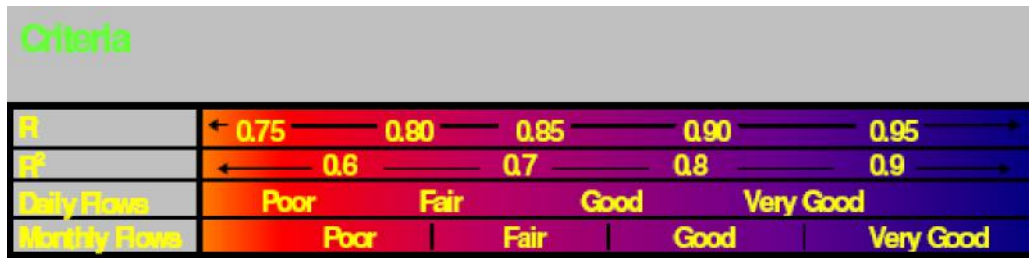 Criteria
R 0.75 0.80 0.85 0.90 0.95
R² 0.6 0.7 0.8 0.9
Daily Flows Poor Fair Good Very Good
Monthly Flows Poor Fair Good Very Good